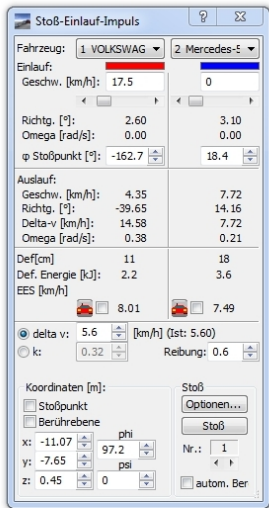 Stoß-Einlauf-Impuls
Fahrzeug: 1 VOLKSWAG 2 Mercedes-E
Einlauf:
Geschw. [km/h]: 17.5 0
Richtg. [°]: 2.60 3.10
Omega [rad/s]: 0.00 0.00
φ Stoßpunkt [°]: -162.7 18.4
Auslauf:
Geschw. [km/h]: 4.35 7.72
Richtg. [°]: -39.65 14.16
Delta-v [km/h]: 14.58 7.72
Omega [rad/s]: 0.38 0.21
Def[cm] 11 18
Def. Energie [kJ]: 2.2 3.6
EES [km/h]
8.01 7.49
delta v: 5.6 [km/h] (Ist: 5.60)
k: 0.32 Reibung: 0.6
Koordinaten [m]:
Stoßpunkt
Berührebene
x: -11.07 phi
97.2
y: -7.65 psi
z: 0.45 0
Stoß
Optionen...
Stoß
Nr.: 1
autom. Ber